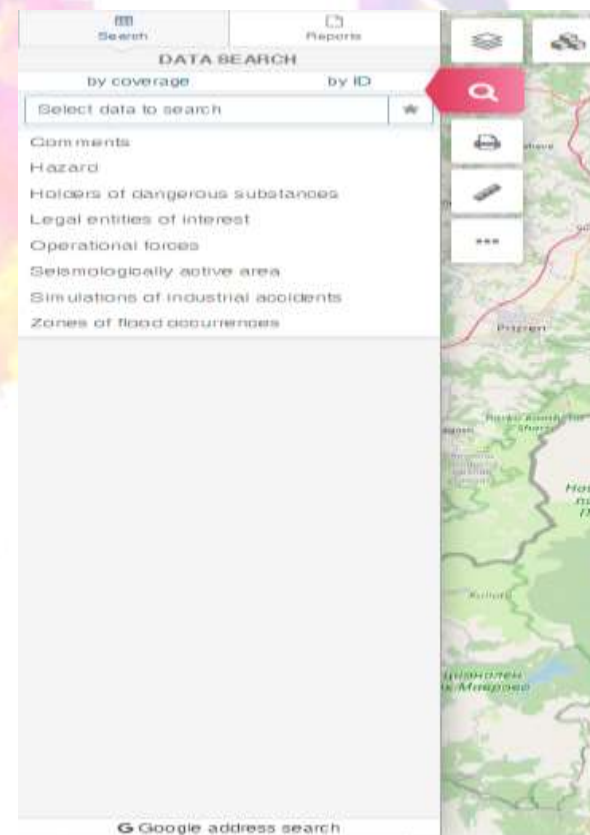 Search
Reports
DATA SEARCH
by coverage by ID
Select data to search
Comments
Hazard
Holders of dangerous substances
Legal entities of interest
Operational forces
Seismologically active area
Simulations of industrial accidents
Zones of flood occurrences
Prizren
G Google address search